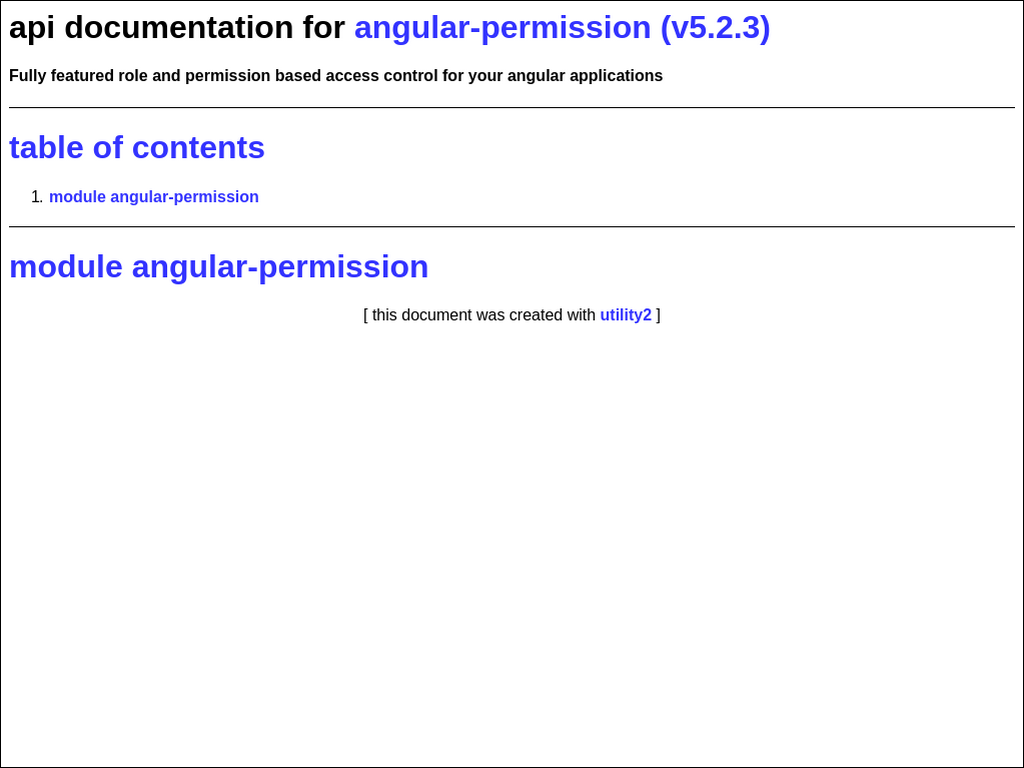 api documentation for angular-permission (v5.2.3)
Fully featured role and permission based access control for your angular applications
table of contents
1. module angular-permission
module angular-permission
[ this document was created with utility2 ]